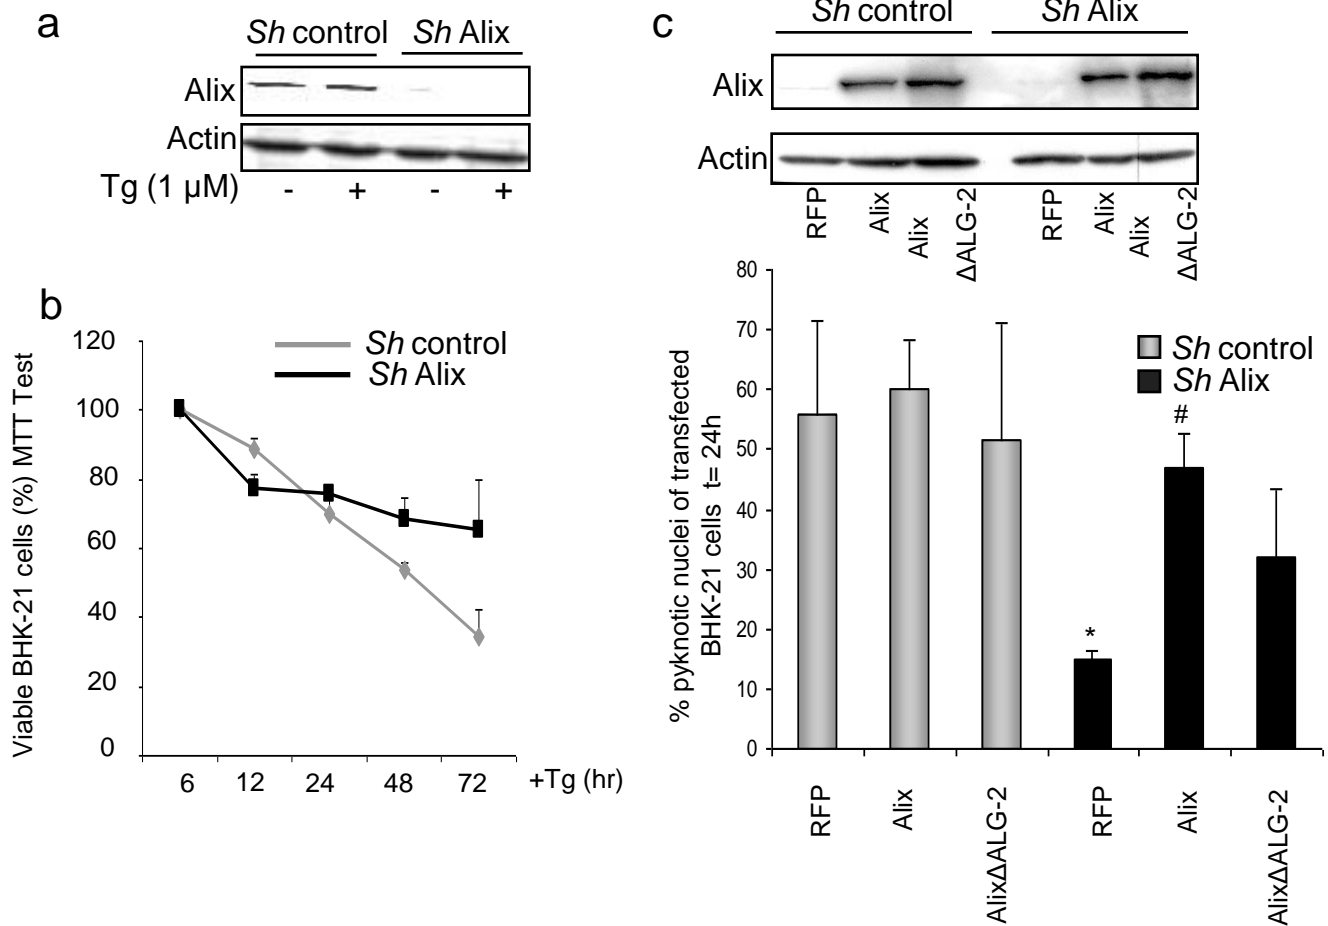 a
Sh control Sh Alix
Alix
Actin
Tg (1 µM) - + - +
b
120
100
80
60
40
20
0
Viable BHK-21 cells (%) MTT Test
Sh control
Sh Alix
6 12 24 48 72 +Tg (hr)
c
Sh control Sh Alix
Alix
Actin
RFP Alix Alix ΔALG-2 RFP Alix Alix ΔALG-2
80
70
60
50
40
30
20
10
0
% pyknotic nuclei of transfected
BHK-21 cells t= 24h
Sh control
Sh Alix
#
*
RFP Alix AlixΔALG-2 RFP Alix AlixΔALG-2